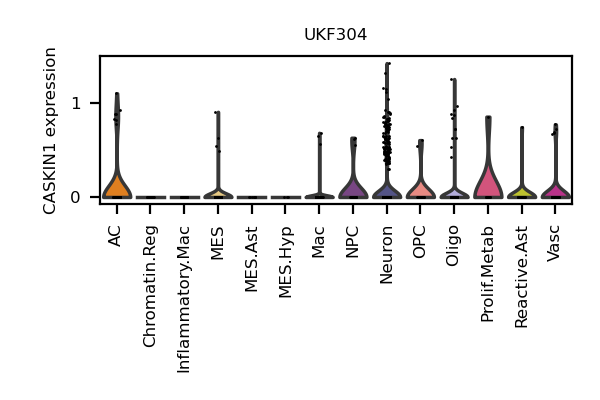 UKF304
CASKIN1 expression
1
0
AC
Chromatin.Reg
Inflammatory.Mac
MES
MES.Ast
MES.Hyp
Mac
NPC
Neuron
OPC
Oligo
Prolif.Metab
Reactive.Ast
Vasc